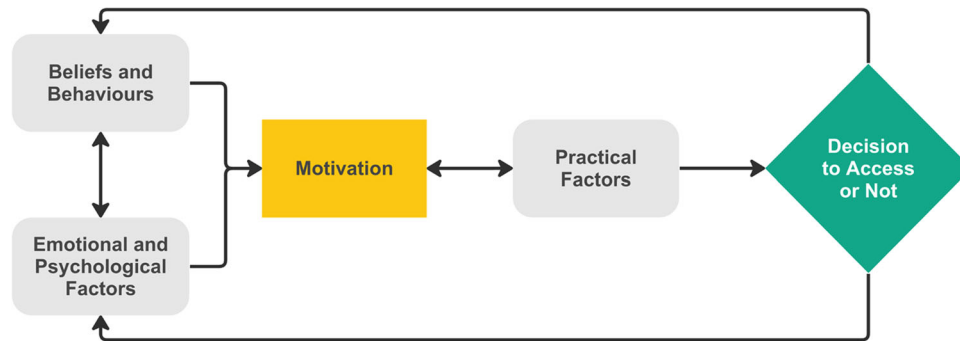 Beliefs and
Behaviours
Emotional and
Psychological
Factors
Motivation
Practical
Factors
Decision
to Access
or Not